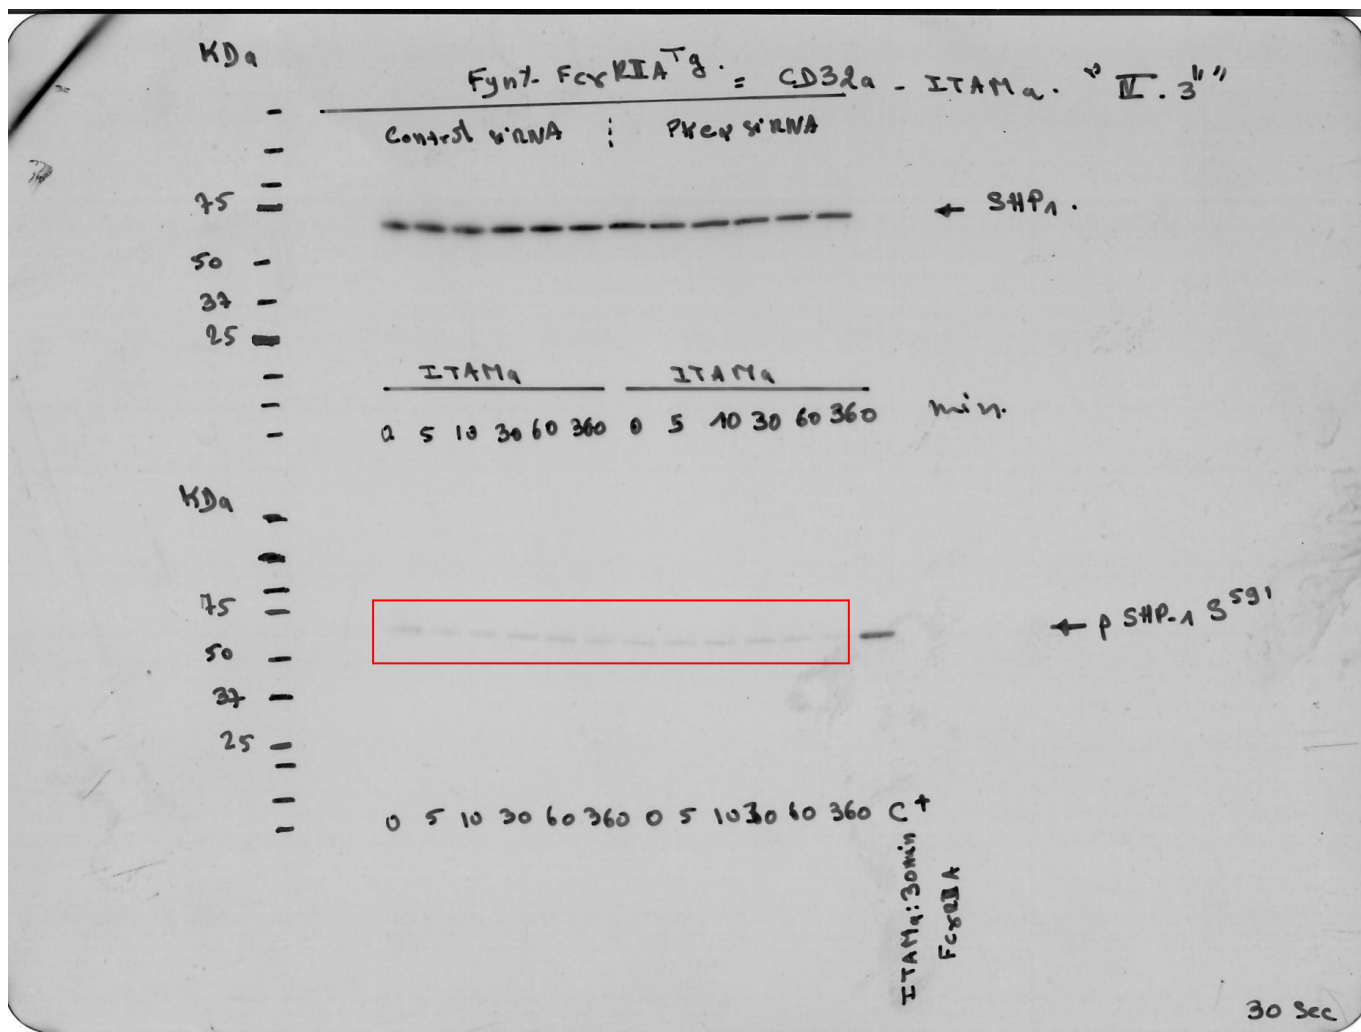 KDa
Fyn-/- FcγRIIA Tg. = CD32a - ITAMa. "IV.3"
Control siRNA ¦ PKCα siRNA
75
← SHP1.
50
37
25
ITAMa ITAMa
0 5 10 30 60 360 0 5 10 30 60 360 min.
KDa
75
← p SHP-1 S591
50
37
25
0 5 10 30 60 360 0 5 10 30 60 360 C+
ITAMa: 30min
FcγRIIA
30 Sec